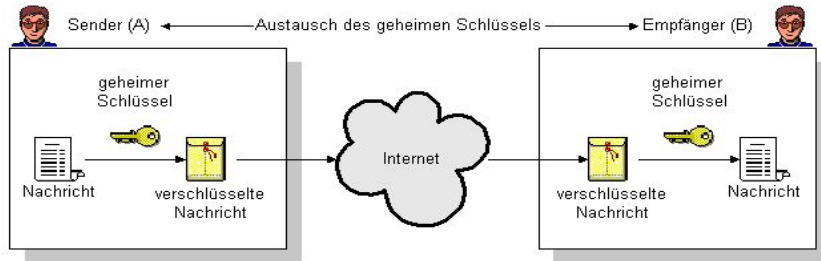 Sender (A)
Austausch des geheimen Schlüssels
Empfänger (B)
geheimer
Schlüssel
Nachricht
verschlüsselte
Nachricht
Internet
geheimer
Schlüssel
verschlüsselte
Nachricht
Nachricht